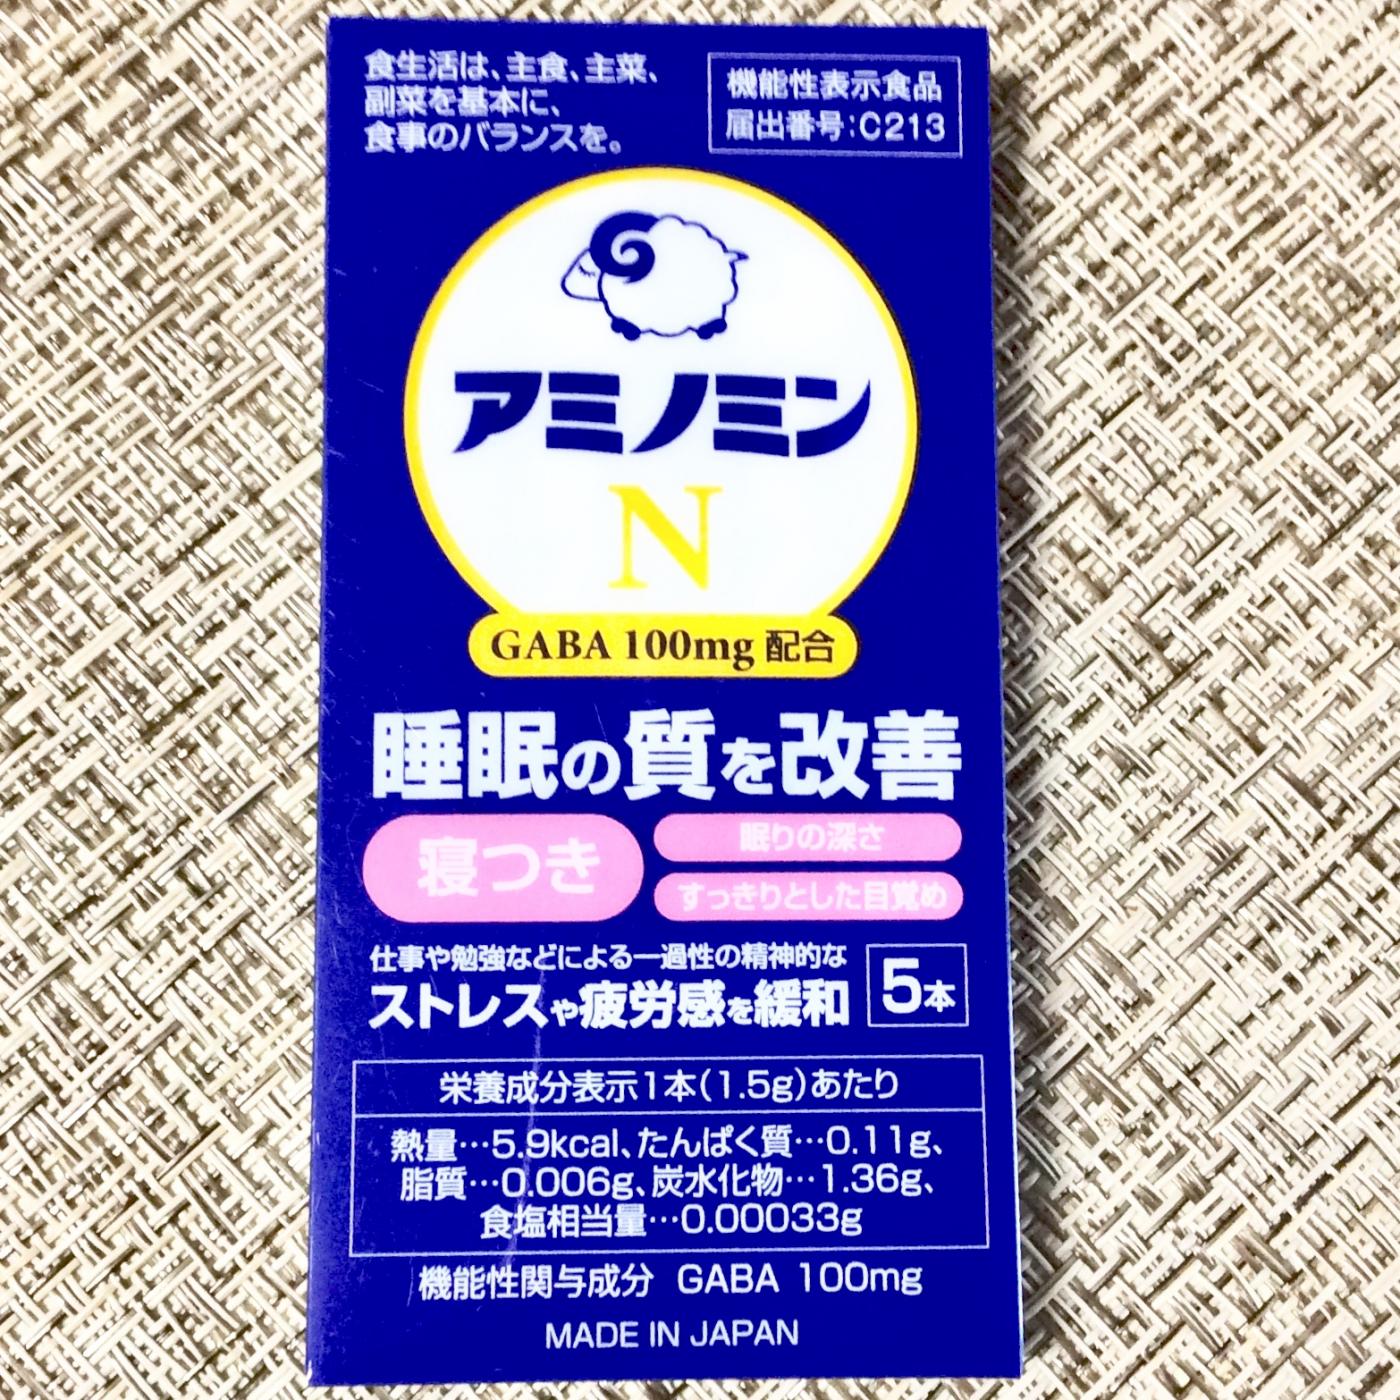 食生活は、主食、主菜、
副菜を基本に、
食事のバランスを。
機能性表示食品
届出番号:C213
アミノミン
N
GABA 100mg 配合
睡眠の質を改善
寝つき
眠りの深さ
すっきりとした目覚め
仕事や勉強などによる一過性の精神的な
ストレスや疲労感を緩和
5本
栄養成分表示1本(1.5g)あたり
熱量…5.9kcal、たんぱく質…0.11g、
脂質…0.006g、炭水化物…1.36g、
食塩相当量…0.00033g
機能性関与成分 GABA 100mg
MADE IN JAPAN